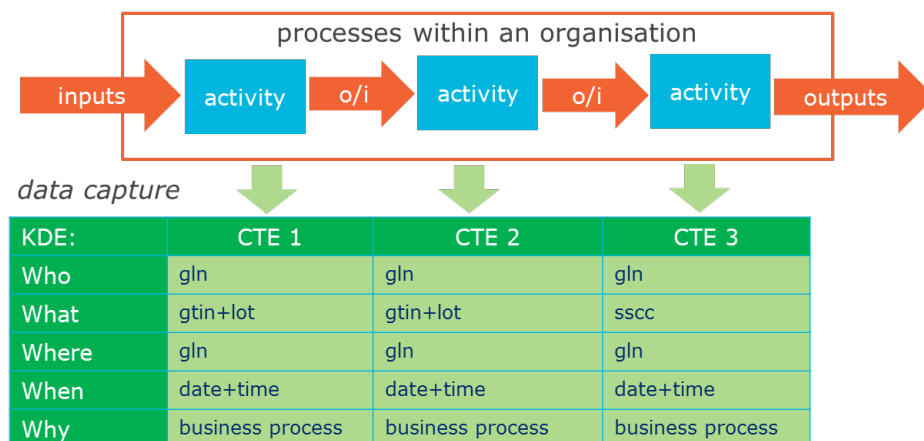 processes within an organisation
inputs activity o/i activity o/i activity outputs
data capture
KDE: CTE 1 CTE 2 CTE 3
Who gln gln gln
What gtin+lot gtin+lot sscc
Where gln gln gln
When date+time date+time date+time
Why business process business process business process